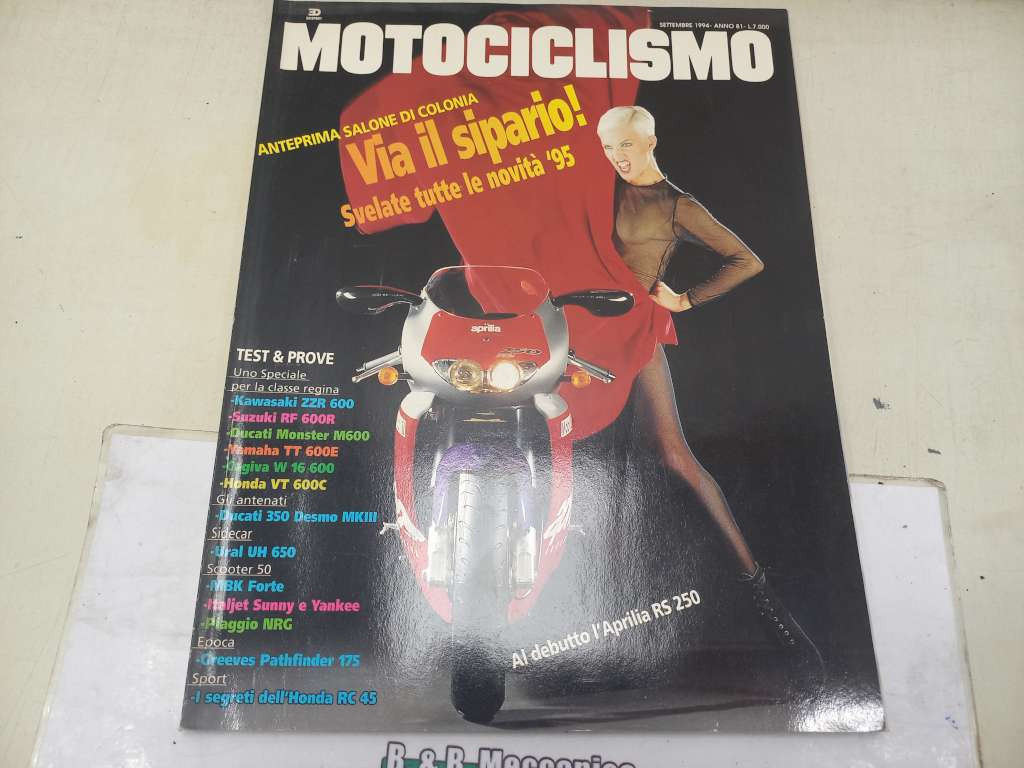 SETTEMBRE 1994 - ANNO 81 - L.7.000
MOTOCICLISMO
ANTEPRIMA SALONE DI COLONIA
Via il sipario!
Svelate tutte le novità '95
aprilia
250
TEST & PROVE
Uno Speciale
per la classe regina
-Kawasaki ZZR 600
-Suzuki RF 600R
-Ducati Monster M600
-Yamaha TT 600E
-Cagiva W 16 600
-Honda VT 600C
Gli antenati
-Ducati 350 Desmo MKIII
Sidecar
-Ural UH 650
Scooter 50
-MBK Forte
-Italjet Sunny e Yankee
-Piaggio NRG
Epoca
-Greeves Pathfinder 175
Sport
-I segreti dell'Honda RC 45
Al debutto l'Aprilia RS 250
R & R Meccanica